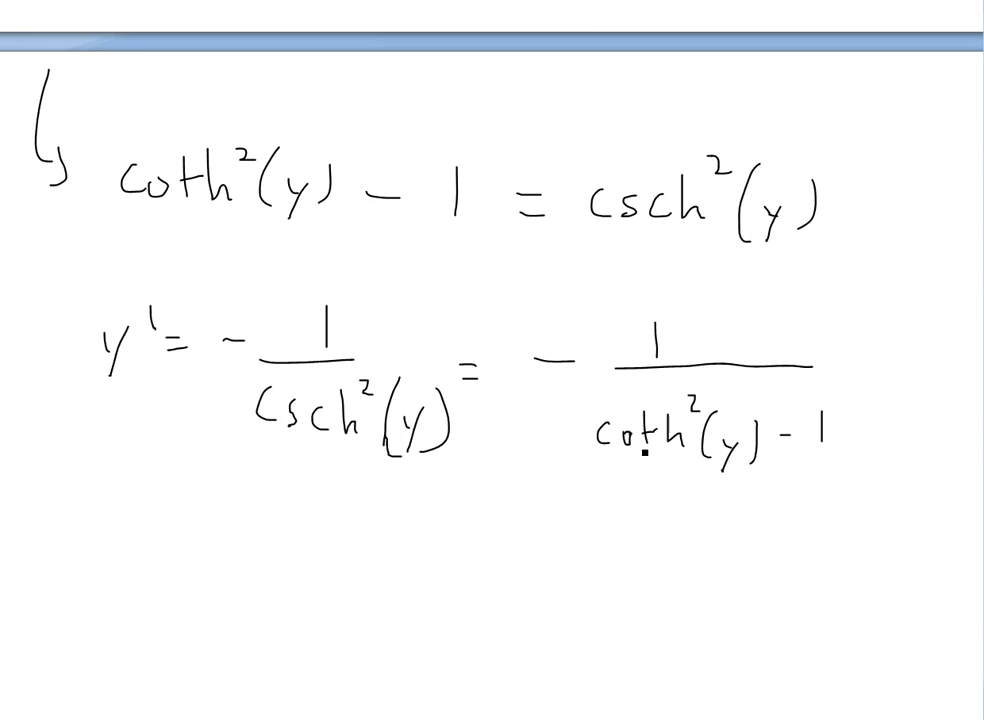 coth²(y) - 1 = csch²(y)
y' = - 1/csch²(y) = - 1/(coth²(y) - 1)